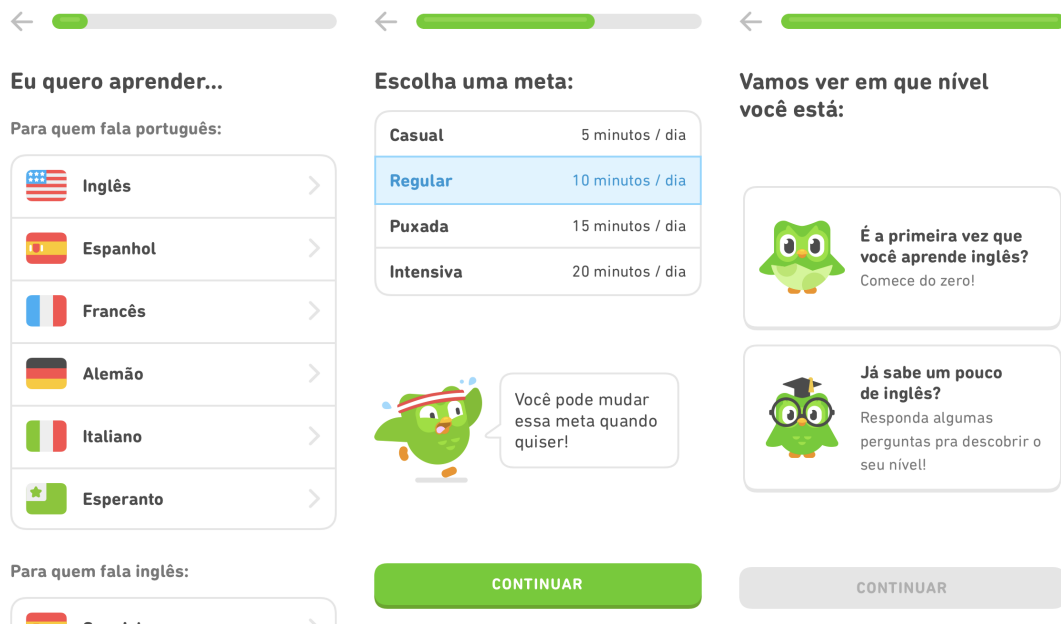 Eu quero aprender...
Para quem fala português:
Inglês
Espanhol
Francês
Alemão
Italiano
Esperanto
Para quem fala inglês:
Escolha uma meta:
Casual 5 minutos / dia
Regular 10 minutos / dia
Puxada 15 minutos / dia
Intensiva 20 minutos / dia
Você pode mudar
essa meta quando
quiser!
CONTINUAR
Vamos ver em que nível
você está:
É a primeira vez que
você aprende inglês?
Comece do zero!
Já sabe um pouco
de inglês?
Responda algumas
perguntas pra descobrir o
seu nível!
CONTINUAR